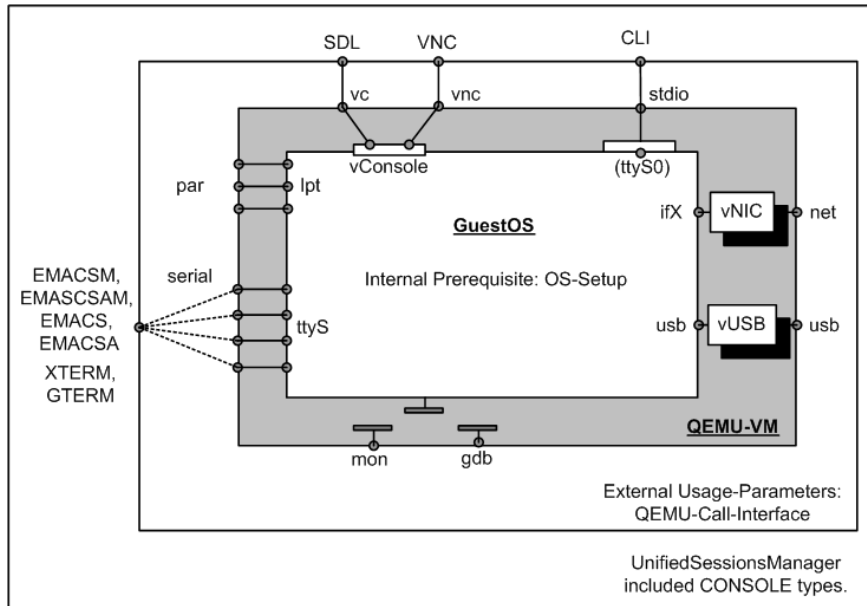 SDL
VNC
CLI
vc
vnc
stdio
vConsole
(ttyS0)
par
lpt
ifX
vNIC
net
GuestOS
serial
Internal Prerequisite: OS-Setup
EMACSM,
EMASCSAM,
EMACS,
EMACSA
XTERM,
GTERM
ttyS
usb
vUSB
usb
QEMU-VM
mon
gdb
External Usage-Parameters:
QEMU-Call-Interface
UnifiedSessionsManager
included CONSOLE types.